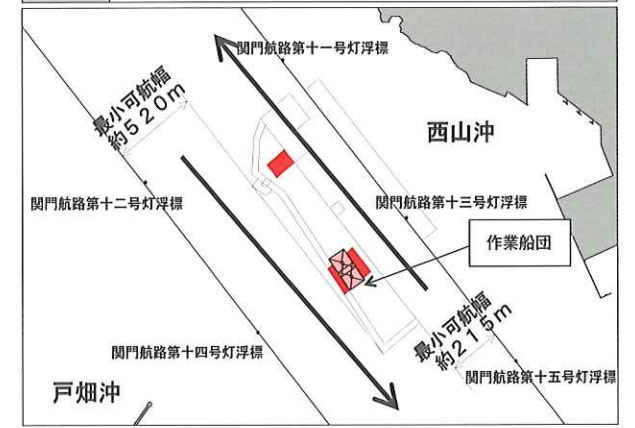 関門航路第十一号灯浮標
最小可航幅
約520m
西山沖
関門航路第十二号灯浮標
関門航路第十三号灯浮標
作業船団
最小可航幅
約215m
関門航路第十四号灯浮標
関門航路第十五号灯浮標
戸畑沖